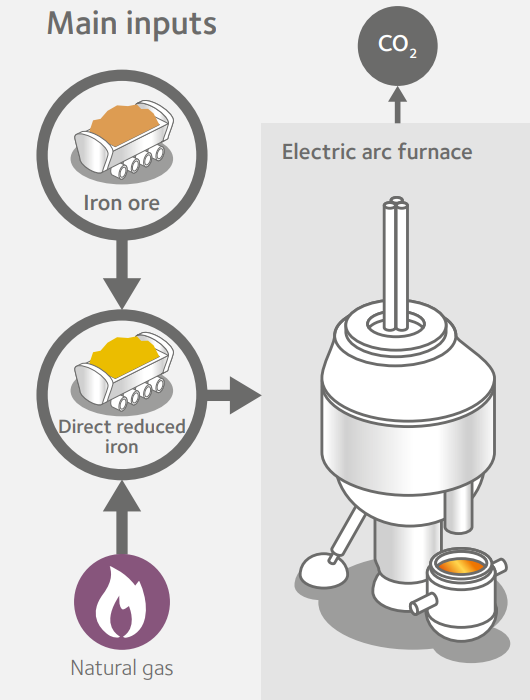 Main inputs
CO2
Electric arc furnace
Iron ore
Direct reduced
iron
Natural gas